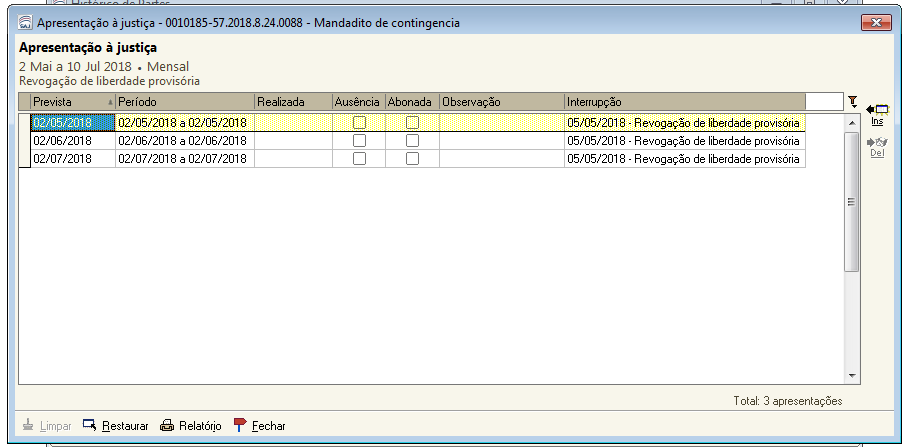 Histórico de Partes
Apresentação à justiça - 0010185-57.2018.8.24.0088 - Mandadito de contingencia
Apresentação à justiça
2 Mai a 10 Jul 2018 • Mensal
Revogação de liberdade provisória
Prevista Período Realizada Ausência Abonada Observação Interrupção
02/05/2018 02/05/2018 a 02/05/2018 05/05/2018 - Revogação de liberdade provisória
02/06/2018 02/06/2018 a 02/06/2018 05/05/2018 - Revogação de liberdade provisória
02/07/2018 02/07/2018 a 02/07/2018 05/05/2018 - Revogação de liberdade provisória
Ins
Del
Total: 3 apresentações
Limpar Restaurar Relatório Fechar